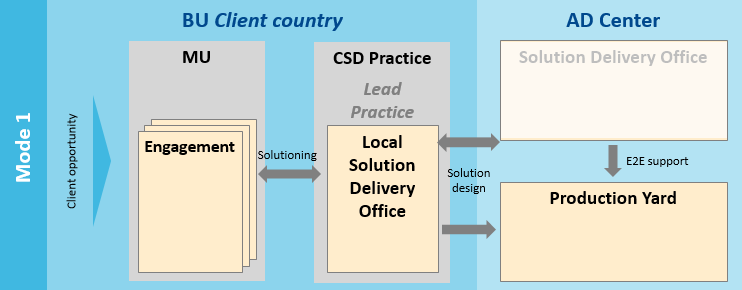 Mode 1
BU Client country
AD Center
Client opportunity
MU
Engagement
Solutioning
CSD Practice
Lead
Practice
Local
Solution
Delivery
Office
Solution
design
Solution Delivery Office
E2E support
Production Yard